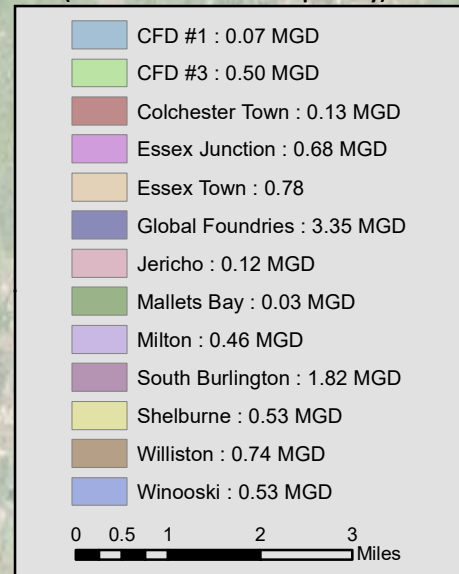 CFD #1 : 0.07 MGD
CFD #3 : 0.50 MGD
Colchester Town : 0.13 MGD
Essex Junction : 0.68 MGD
Essex Town : 0.78
Global Foundries : 3.35 MGD
Jericho : 0.12 MGD
Mallets Bay : 0.03 MGD
Milton : 0.46 MGD
South Burlington : 1.82 MGD
Shelburne : 0.53 MGD
Williston : 0.74 MGD
Winooski : 0.53 MGD
0 0.5 1 2 3
Miles